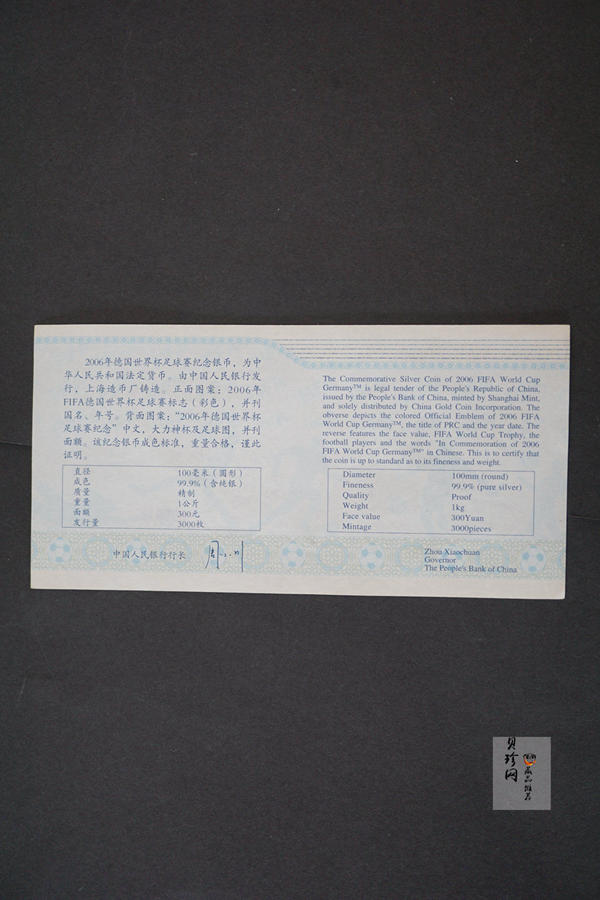 2006年德国世界杯足球赛纪念银币，为中
华人民共和国法定货币。由中国人民银行发
行，上海造币厂铸造。正面图案：2006年
FIFA德国世界杯足球赛标志（彩色），并刊
国名、年号。背面图案：“2006年德国世界杯
足球赛纪念”中文，大力神杯及足球图，并刊
面额。该纪念银币成色标准，重量合格，谨此
证明。
直径 100毫米（圆形）
成色 99.9%（含纯银）
质量 精制
重量 1公斤
面额 300元
发行量 3000枚
中国人民银行行长
The Commemorative Silver Coin of 2006 FIFA World Cup
Germany™ is legal tender of the People's Republic of China,
issued by the People's Bank of China, minted by Shanghai Mint,
and solely distributed by China Gold Coin Incorporation. The
obverse depicts the colored Official Emblem of 2006 FIFA
World Cup Germany™, the title of PRC and the year date. The
reverse features the face value, FIFA World Cup Trophy, the
football players and the words "In Commemoration of 2006
FIFA World Cup Germany™" in Chinese. This is to certify that
the coin is up to standard as to its fineness and weight.
Diameter 100mm (round)
Fineness 99.9% (pure silver)
Quality Proof
Weight 1kg
Face value 300Yuan
Mintage 3000pieces
Zhou Xiaochuan
Governor
The People's Bank of China
贝珍网
藏品推荐